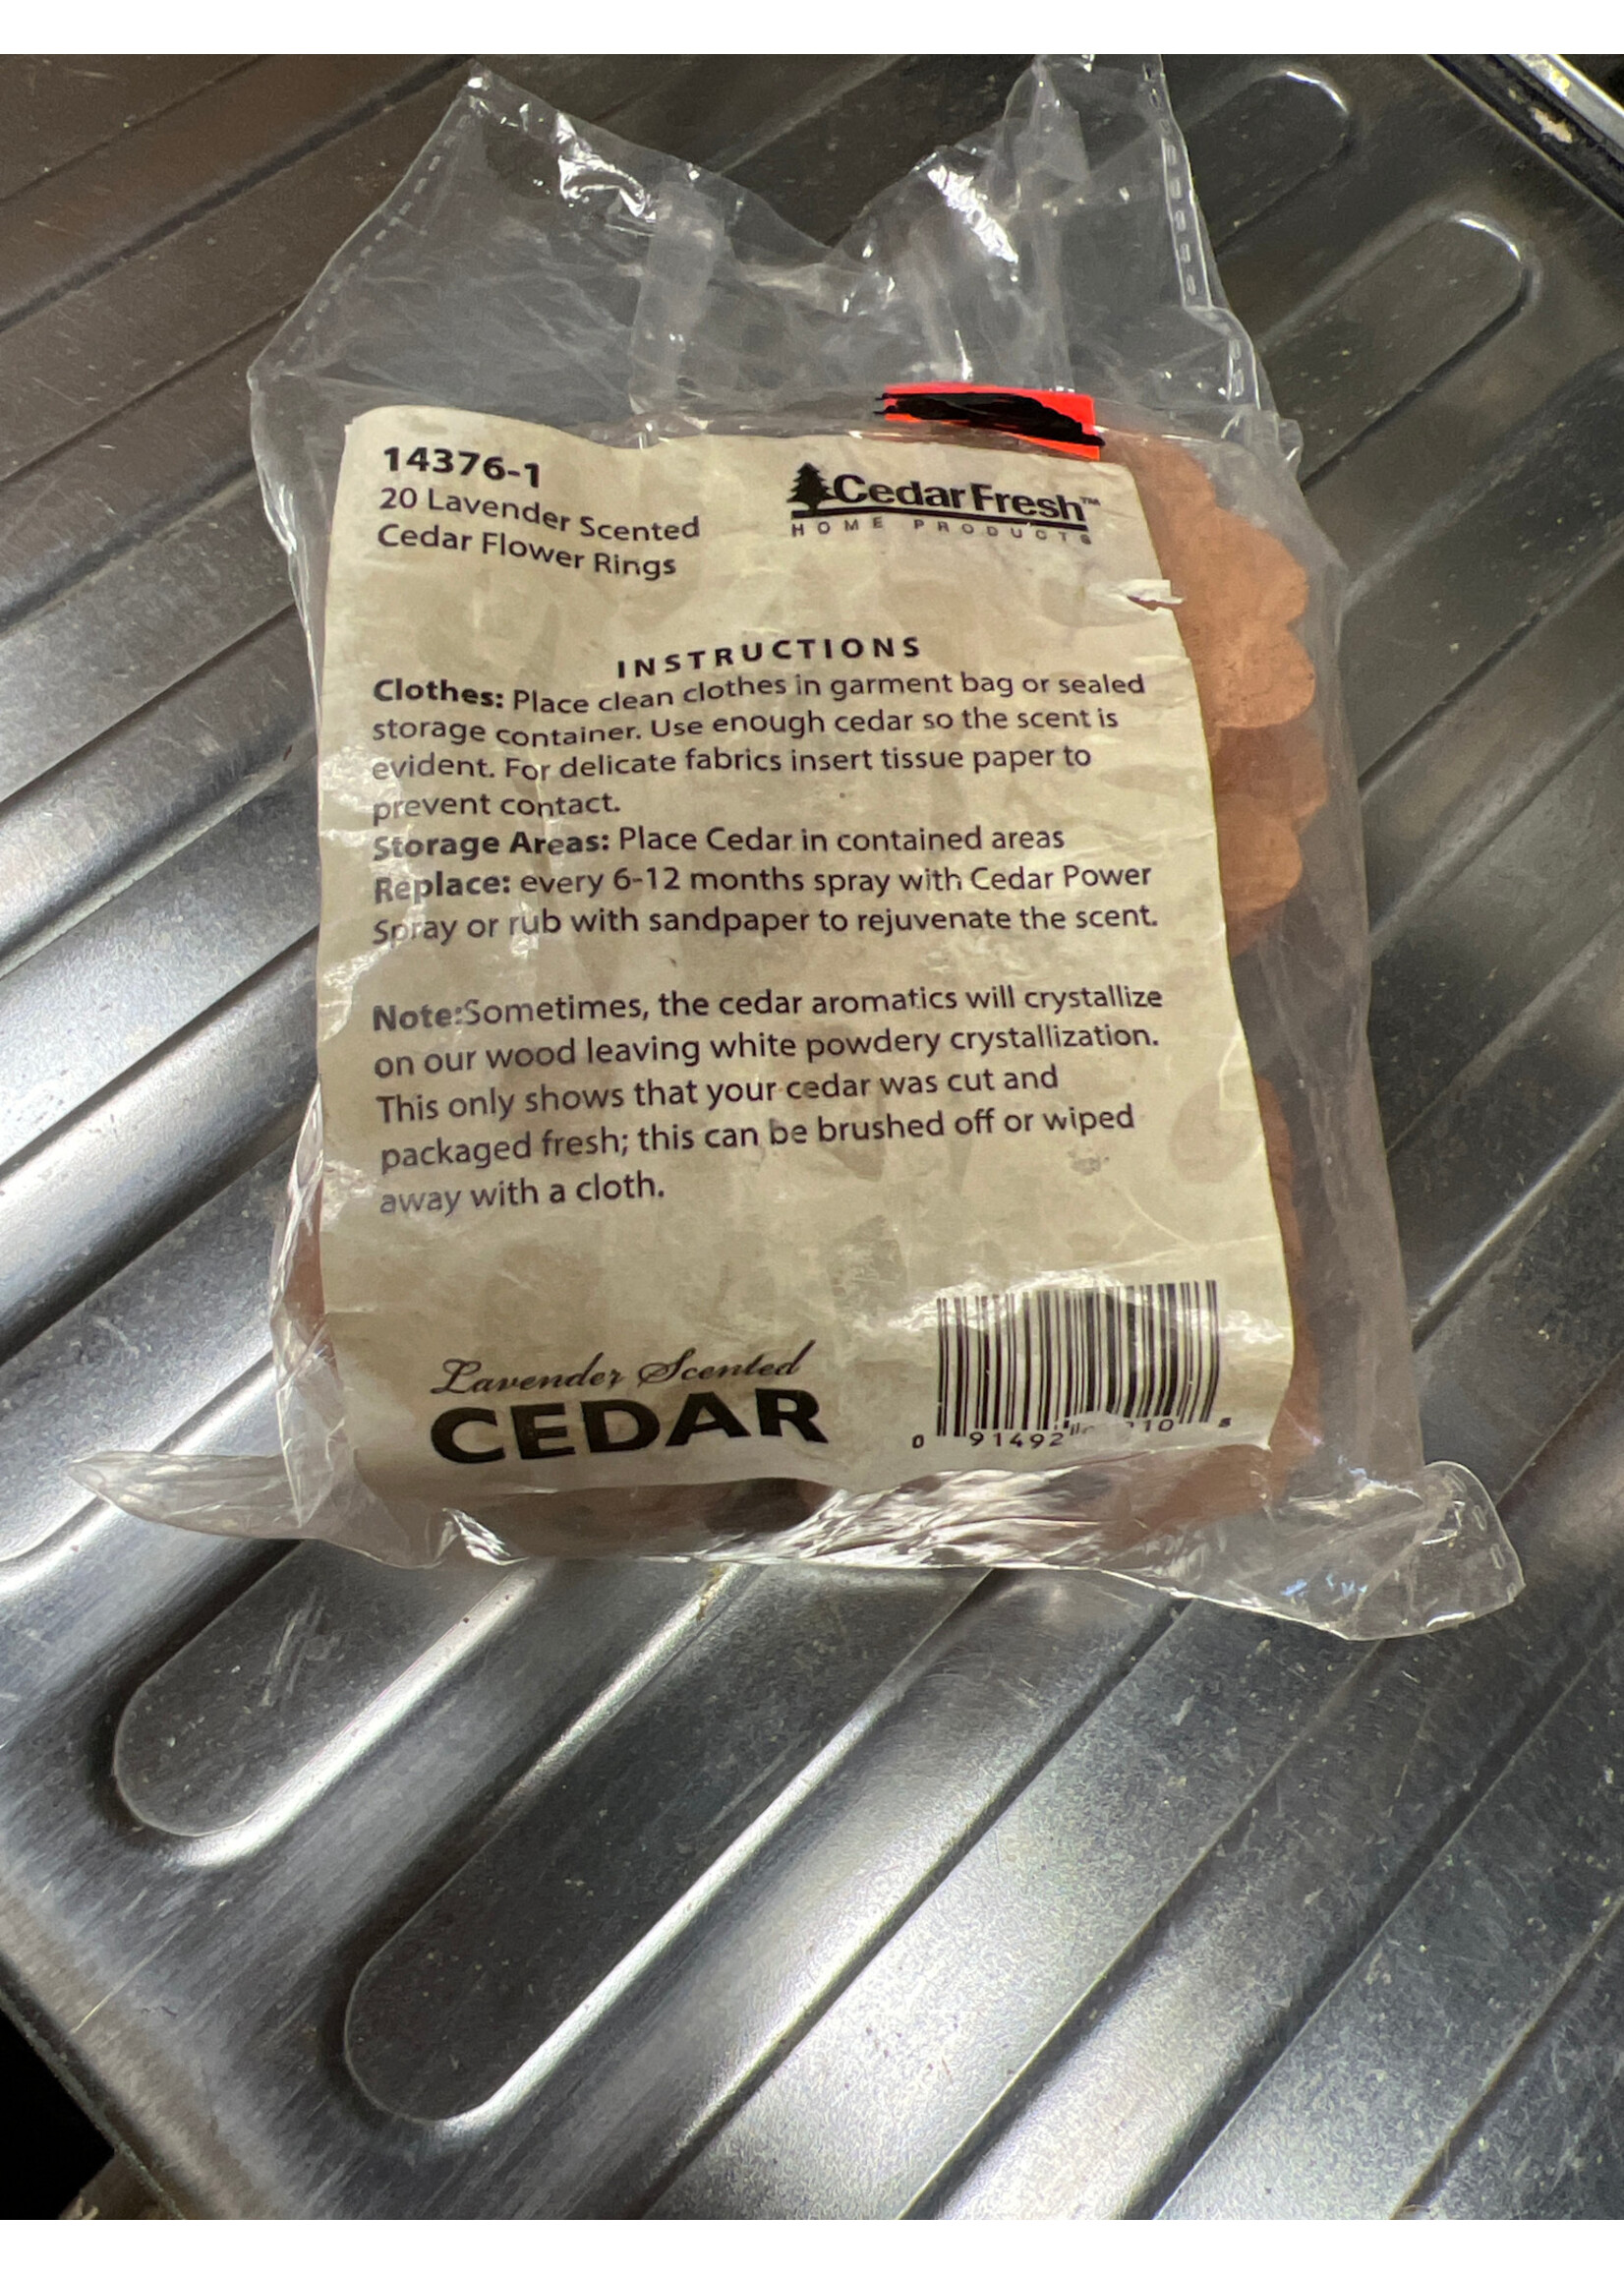 14376-1
20 Lavender Scented
Cedar Flower Rings
CedarFresh™
HOME PRODUCTS
INSTRUCTIONS
Clothes: Place clean clothes in garment bag or sealed
storage container. Use enough cedar so the scent is
evident. For delicate fabrics insert tissue paper to
prevent contact.
Storage Areas: Place Cedar in contained areas
Replace: every 6-12 months spray with Cedar Power
Spray or rub with sandpaper to rejuvenate the scent.
Note:Sometimes, the cedar aromatics will crystallize
on our wood leaving white powdery crystallization.
This only shows that your cedar was cut and
packaged fresh; this can be brushed off or wiped
away with a cloth.
Lavender Scented
CEDAR
0 91492